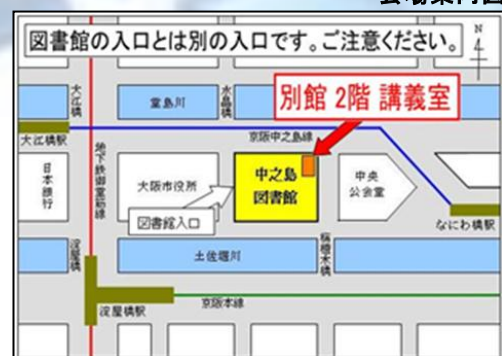 会場案内図
図書館の入口とは別の入口です。ご注意ください。
N
大江橋
堂島川
水晶橋
別館 2階 講義室
大江橋駅
京阪中之島線
日本銀行
地下鉄御堂筋線
大阪市役所
中之島
図書館
中央
公会堂
図書館入口
なにわ橋駅
淀屋橋
土佐堀川
栴檀木橋
淀屋橋駅
京阪本線